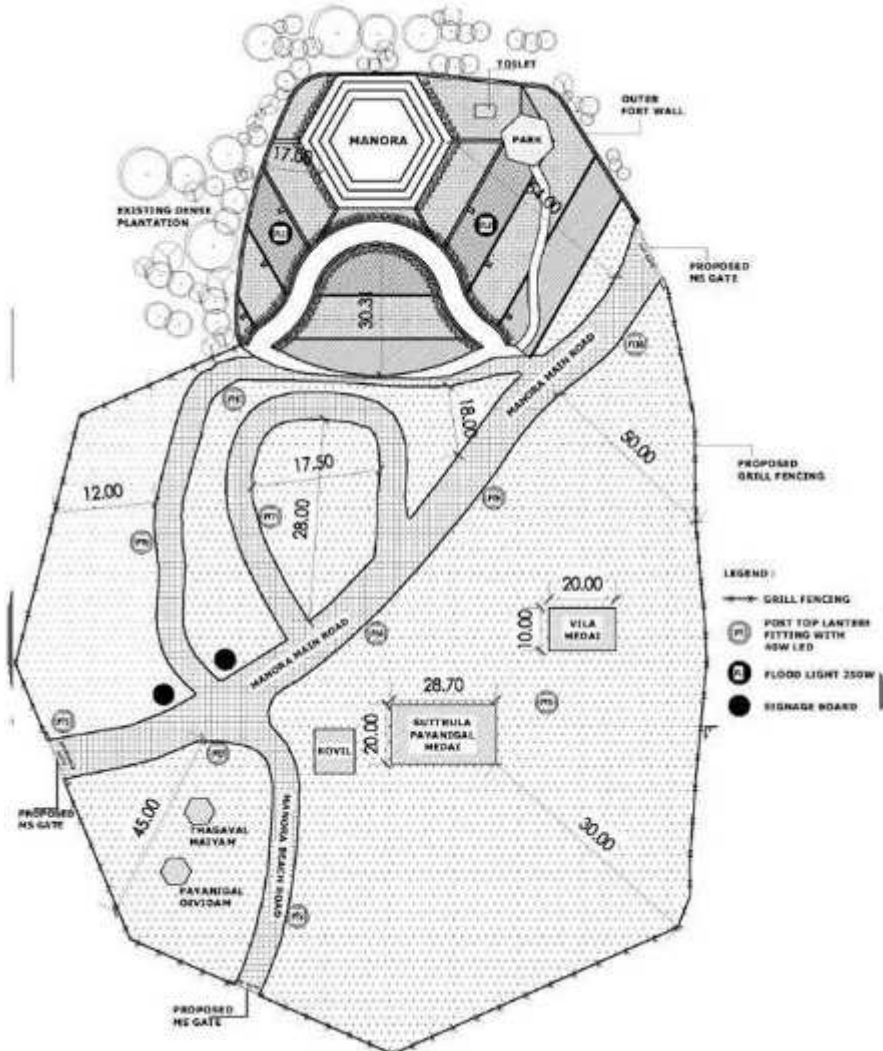 TOILET
OUTER
FORT WALL
MANORA
PARK
17.00
54.00
EXISTING DENSE
PLANTATION
PROPOSED
MS GATE
30.31
MANORA MAIN ROAD
18.00
50.00
17.50
28.00
12.00
PROPOSED
GRILL FENCING
LEGEND :
GRILL FENCING
POST TOP LANTERN
FITTING WITH
40W LED
FLOOD LIGHT 250W
SIGNAGE BOARD
20.00
10.00
VILA
MEDAI
MANORA MAIN ROAD
28.70
20.00
SUTTRULA
PAYANIGAL
MEDAI
KOVIL
PROPOSED
MS GATE
45.00
THAGAVAL
MAIYAM
PAYANIGAL
OIVIDAM
MANORA BEACH ROAD
30.00
PROPOSED
MS GATE